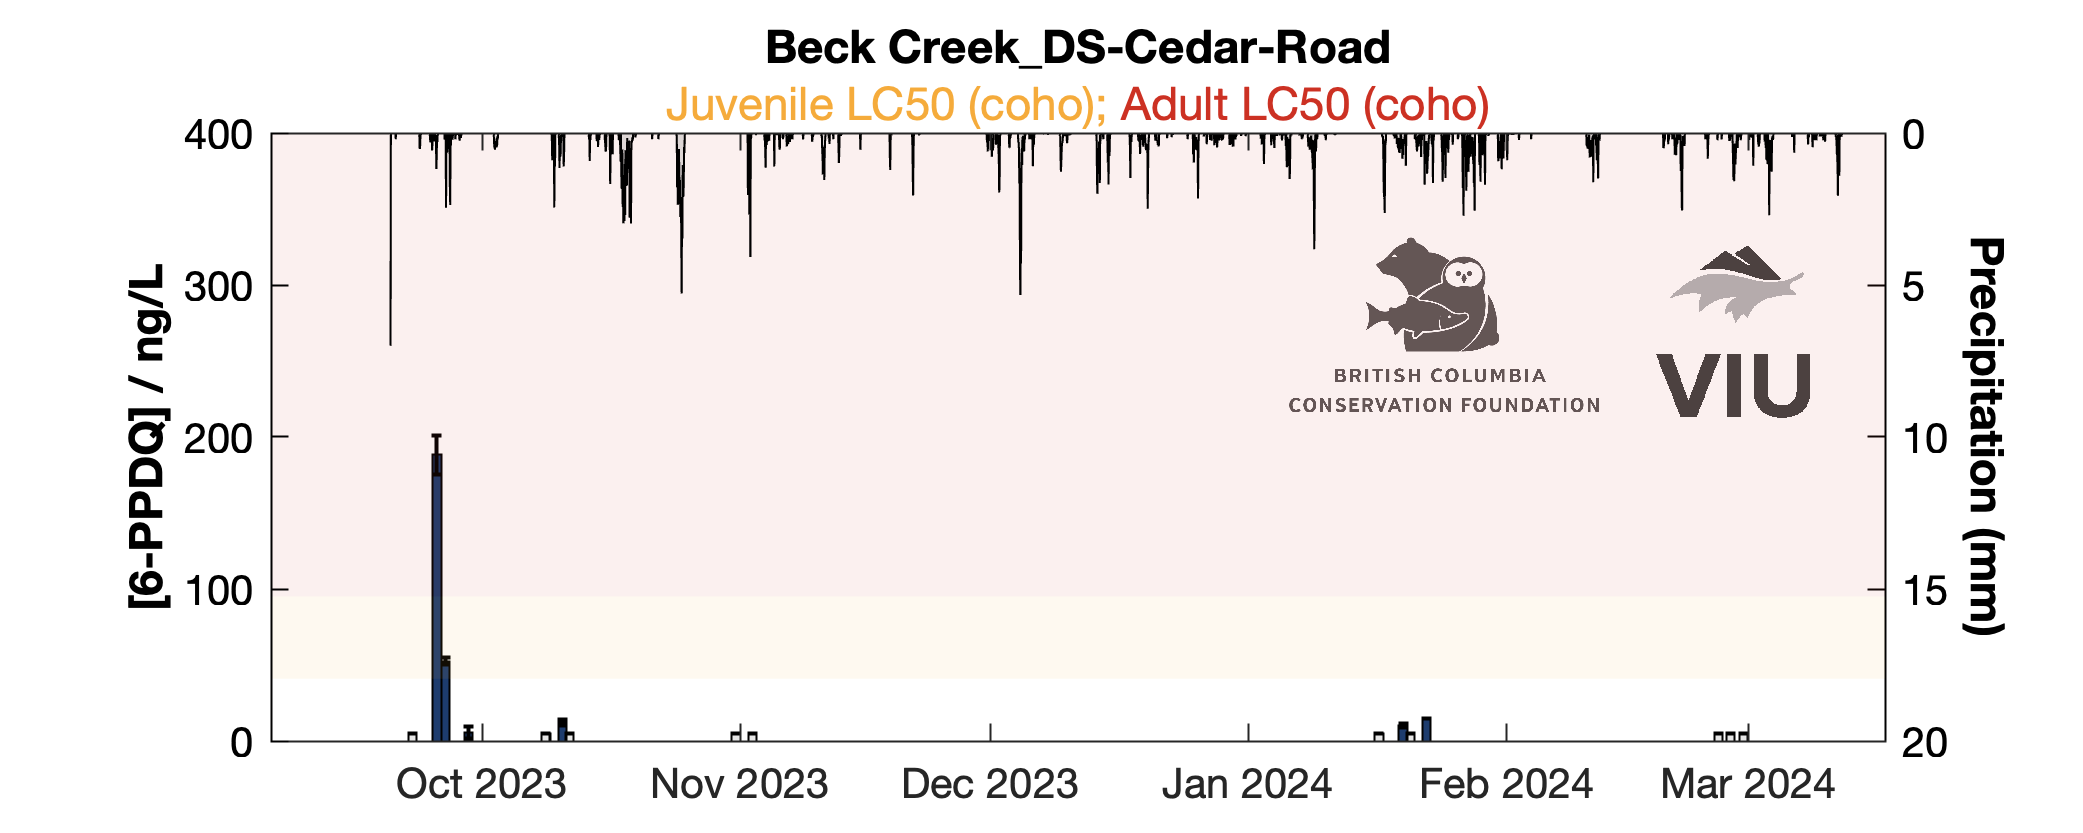 Beck Creek_DS-Cedar-Road
Juvenile LC50 (coho); Adult LC50 (coho)
[6-PPDQ] / ng/L
400
300
200
100
0
0
5
10
15
20
Precipitation (mm)
BRITISH COLUMBIA
CONSERVATION FOUNDATION
VIU
Oct 2023 Nov 2023 Dec 2023 Jan 2024 Feb 2024 Mar 2024